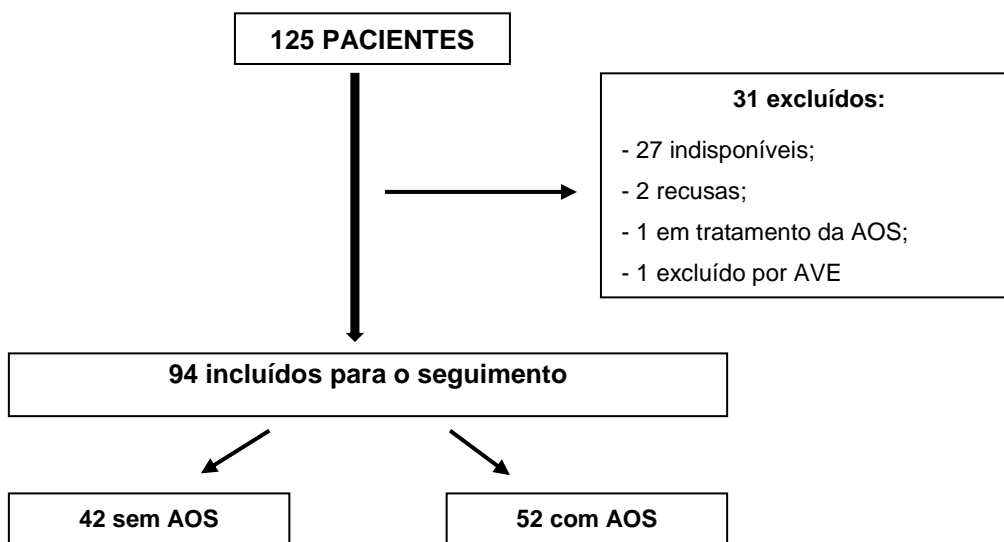 125 PACIENTES
31 excluídos:
- 27 indisponíveis;
- 2 recusas;
- 1 em tratamento da AOS;
- 1 excluído por AVE
94 incluídos para o seguimento
42 sem AOS
52 com AOS